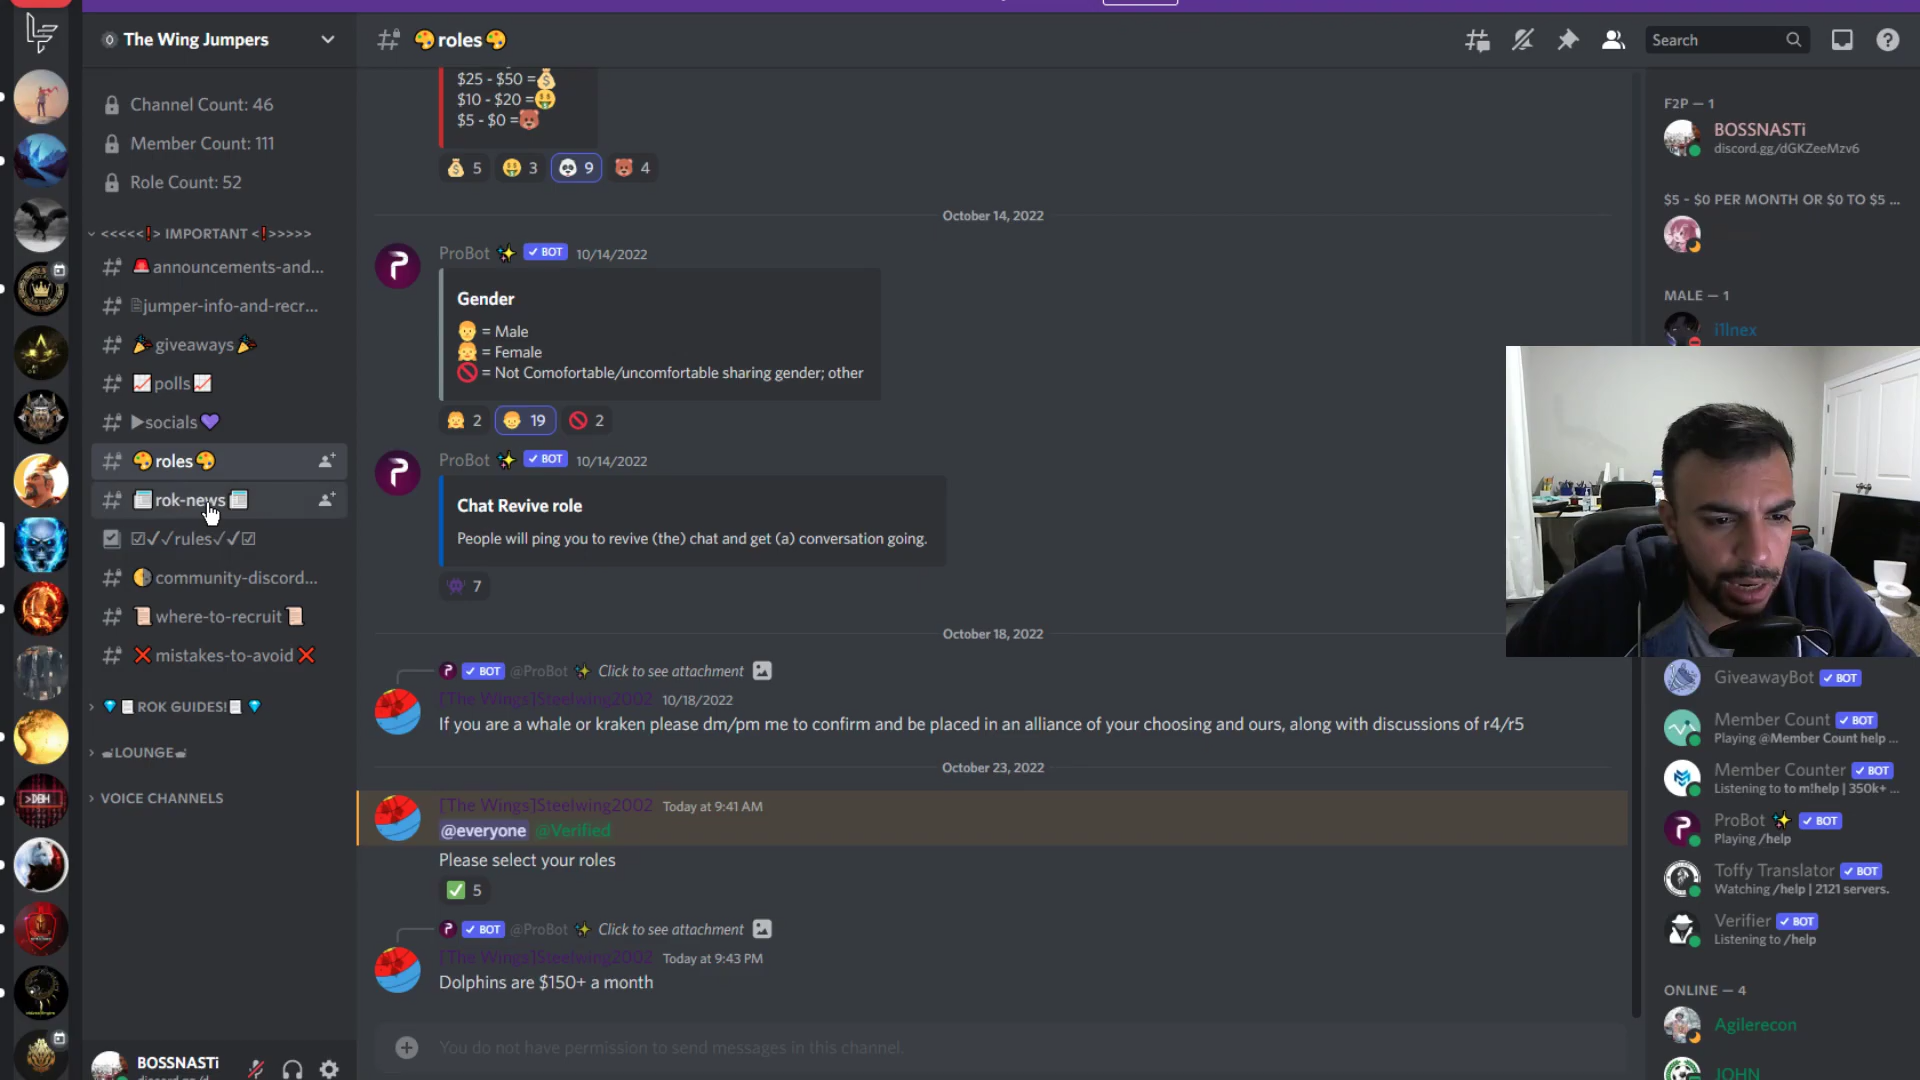 The Wing Jumpers
Channel Count: 46
Member Count: 111
Role Count: 52
<<<<<❗> IMPORTANT <❗>>>>>
🚨announcements-and...
jumper-info-and-recr...
🎉giveaways🎉
📈polls📈
▶socials💜
🎨roles🎨
📰rok-news📰
☑✓✓rules✓✓☑
🌗community-discord...
📜where-to-recruit📜
❌mistakes-to-avoid❌
💎📃ROK GUIDES!📃💎
🛁LOUNGE🛁
VOICE CHANNELS
BOSSNASTi
🎨roles🎨
Search
$25 - $50 =💰
$10 - $20 =🤑
$5 - $0 =🐻
💰 5 🤑 3 🐼 9 🐻 4
October 14, 2022
ProBot ✨ ✓ BOT 10/14/2022
Gender
👨 = Male
👩 = Female
🚫 = Not Comofortable/uncomfortable sharing gender; other
👩 2 👨 19 🚫 2
ProBot ✨ ✓ BOT 10/14/2022
Chat Revive role
People will ping you to revive (the) chat and get (a) conversation going.
👾 7
October 18, 2022
✓ BOT @ProBot ✨ Click to see attachment
[The Wings]Steelwing2002 10/18/2022
If you are a whale or kraken please dm/pm me to confirm and be placed in an alliance of your choosing and ours, along with discussions of r4/r5
October 23, 2022
[The Wings]Steelwing2002 Today at 9:41 AM
@everyone @Verified
Please select your roles
✅ 5
✓ BOT @ProBot ✨ Click to see attachment
[The Wings]Steelwing2002 Today at 9:43 PM
Dolphins are $150+ a month
You do not have permission to send messages in this channel.
F2P — 1
BOSSNASTi
discord.gg/dGKZeeMzv6
$5 - $0 PER MONTH OR $0 TO $5 ...
MALE — 1
i1lnex
GiveawayBot ✓ BOT
Member Count ✓ BOT
Playing @Member Count help ...
Member Counter ✓ BOT
Listening to to m!help | 350k+ ...
ProBot ✨ ✓ BOT
Playing /help
Toffy Translator ✓ BOT
Watching /help | 2121 servers.
Verifier ✓ BOT
Listening to /help
ONLINE — 4
Agilerecon
JOHN
>DBH